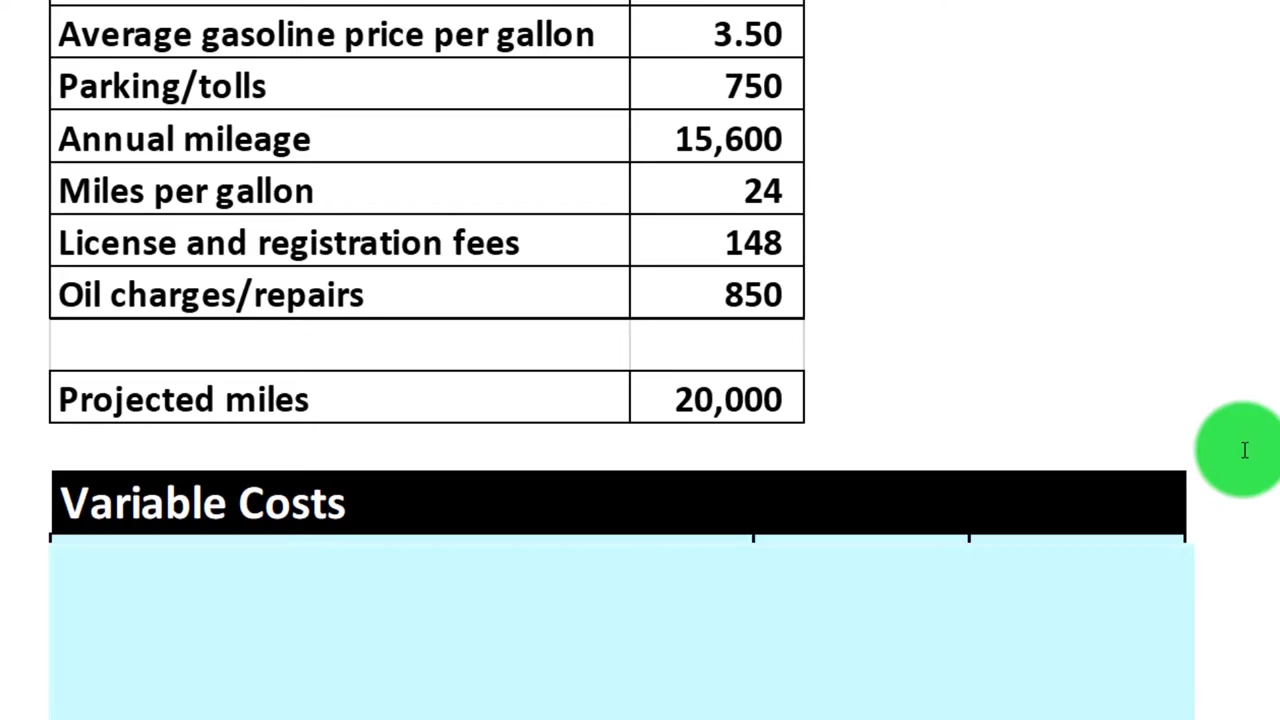 Average gasoline price per gallon 3.50
Parking/tolls 750
Annual mileage 15,600
Miles per gallon 24
License and registration fees 148
Oil charges/repairs 850
Projected miles 20,000
Variable Costs